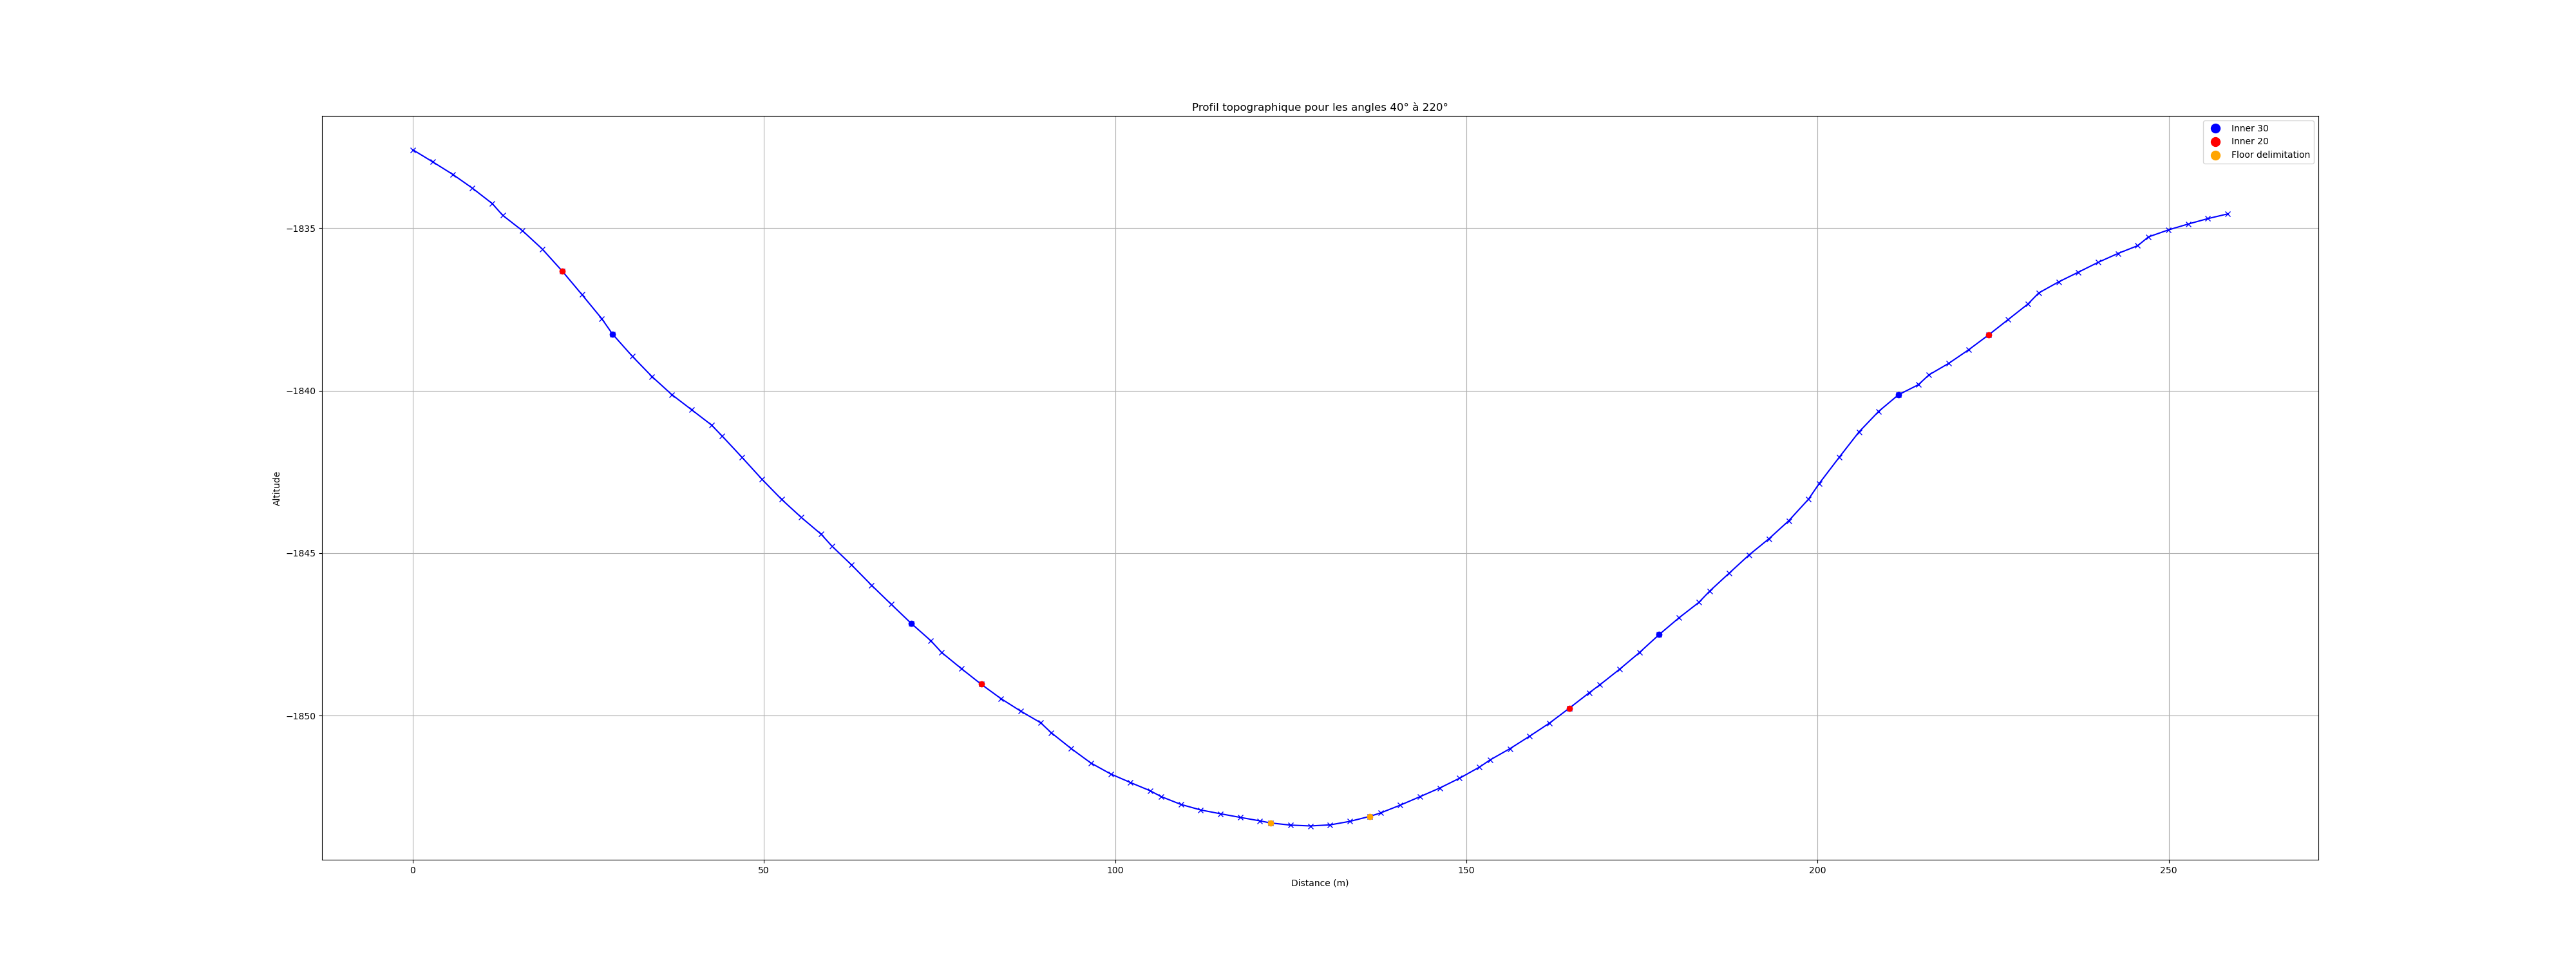 Profil topographique pour les angles 40° à 220°
Inner 30
Inner 20
Floor delimitation
−1835
−1840
−1845
−1850
Altitude
0
50
100
150
200
250
Distance (m)